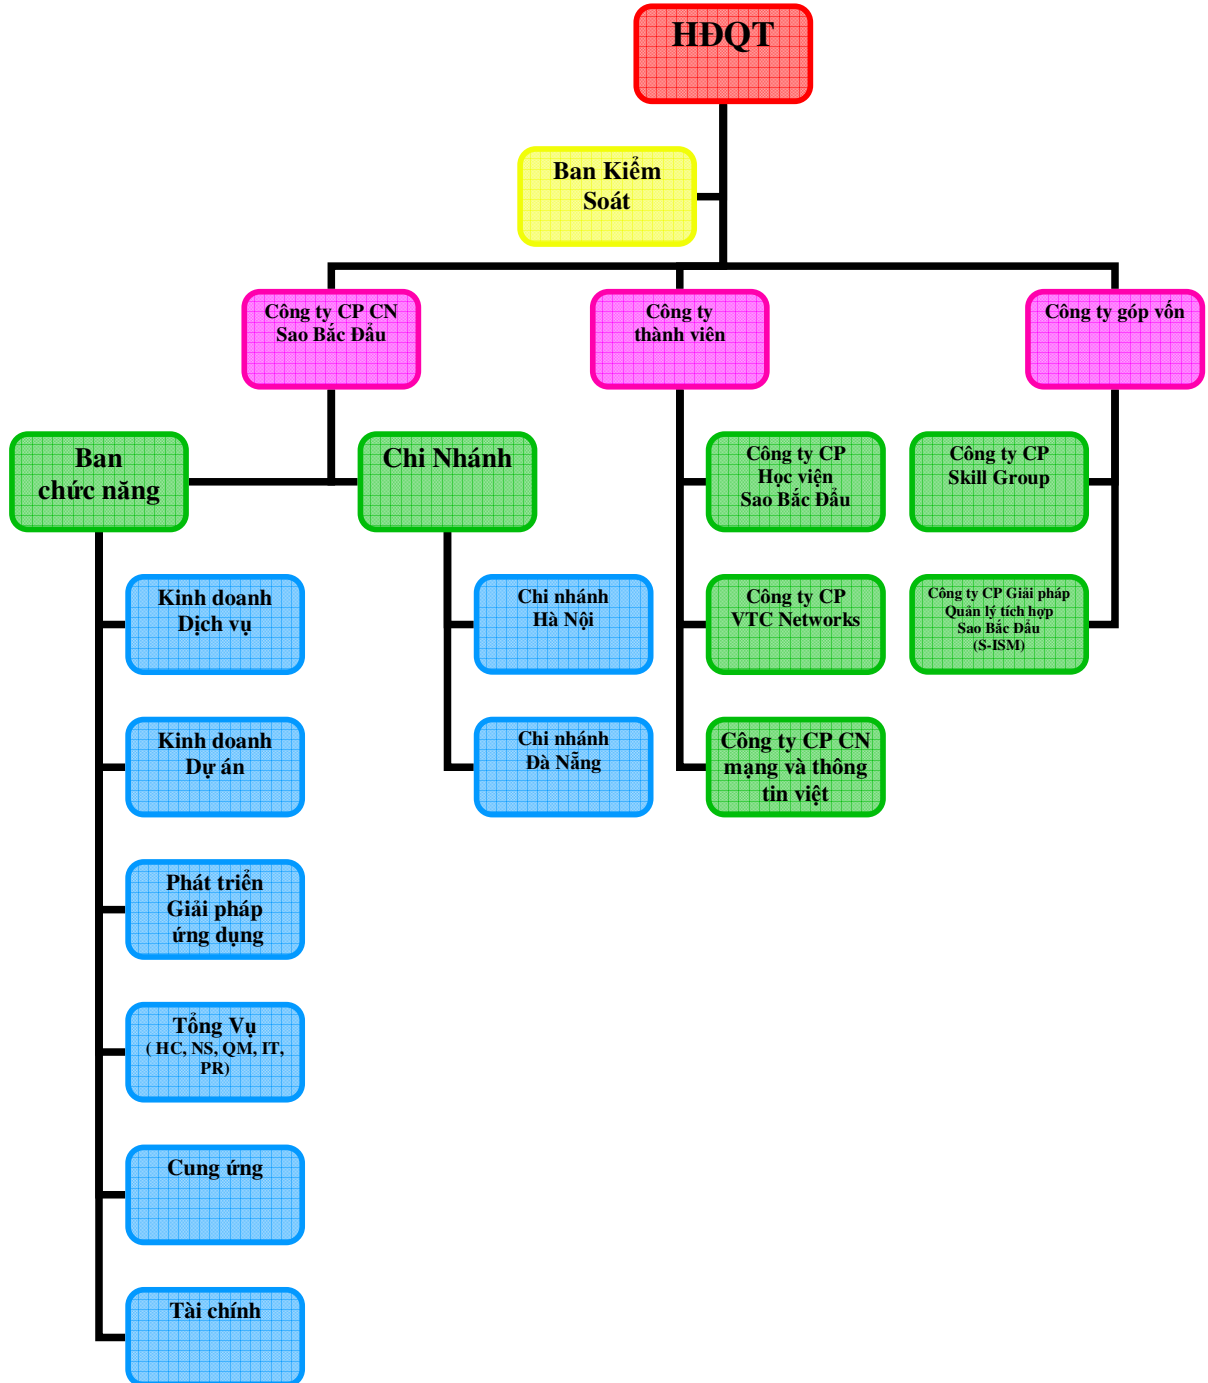 HĐQT
Ban Kiểm
Soát
Công ty CP CN
Sao Bắc Đẩu
Công ty
thành viên
Công ty góp vốn
Ban
chức năng
Chi Nhánh
Công ty CP
Học viện
Sao Bắc Đẩu
Công ty CP
Skill Group
Kinh doanh
Dịch vụ
Chi nhánh
Hà Nội
Công ty CP
VTC Networks
Công ty CP Giải pháp
Quản lý tích hợp
Sao Bắc Đẩu
(S-ISM)
Kinh doanh
Dự án
Chi nhánh
Đà Nẵng
Công ty CP CN
mạng và thông
tin việt
Phát triển
Giải pháp
ứng dụng
Tổng Vụ
( HC, NS, QM, IT,
PR)
Cung ứng
Tài chính